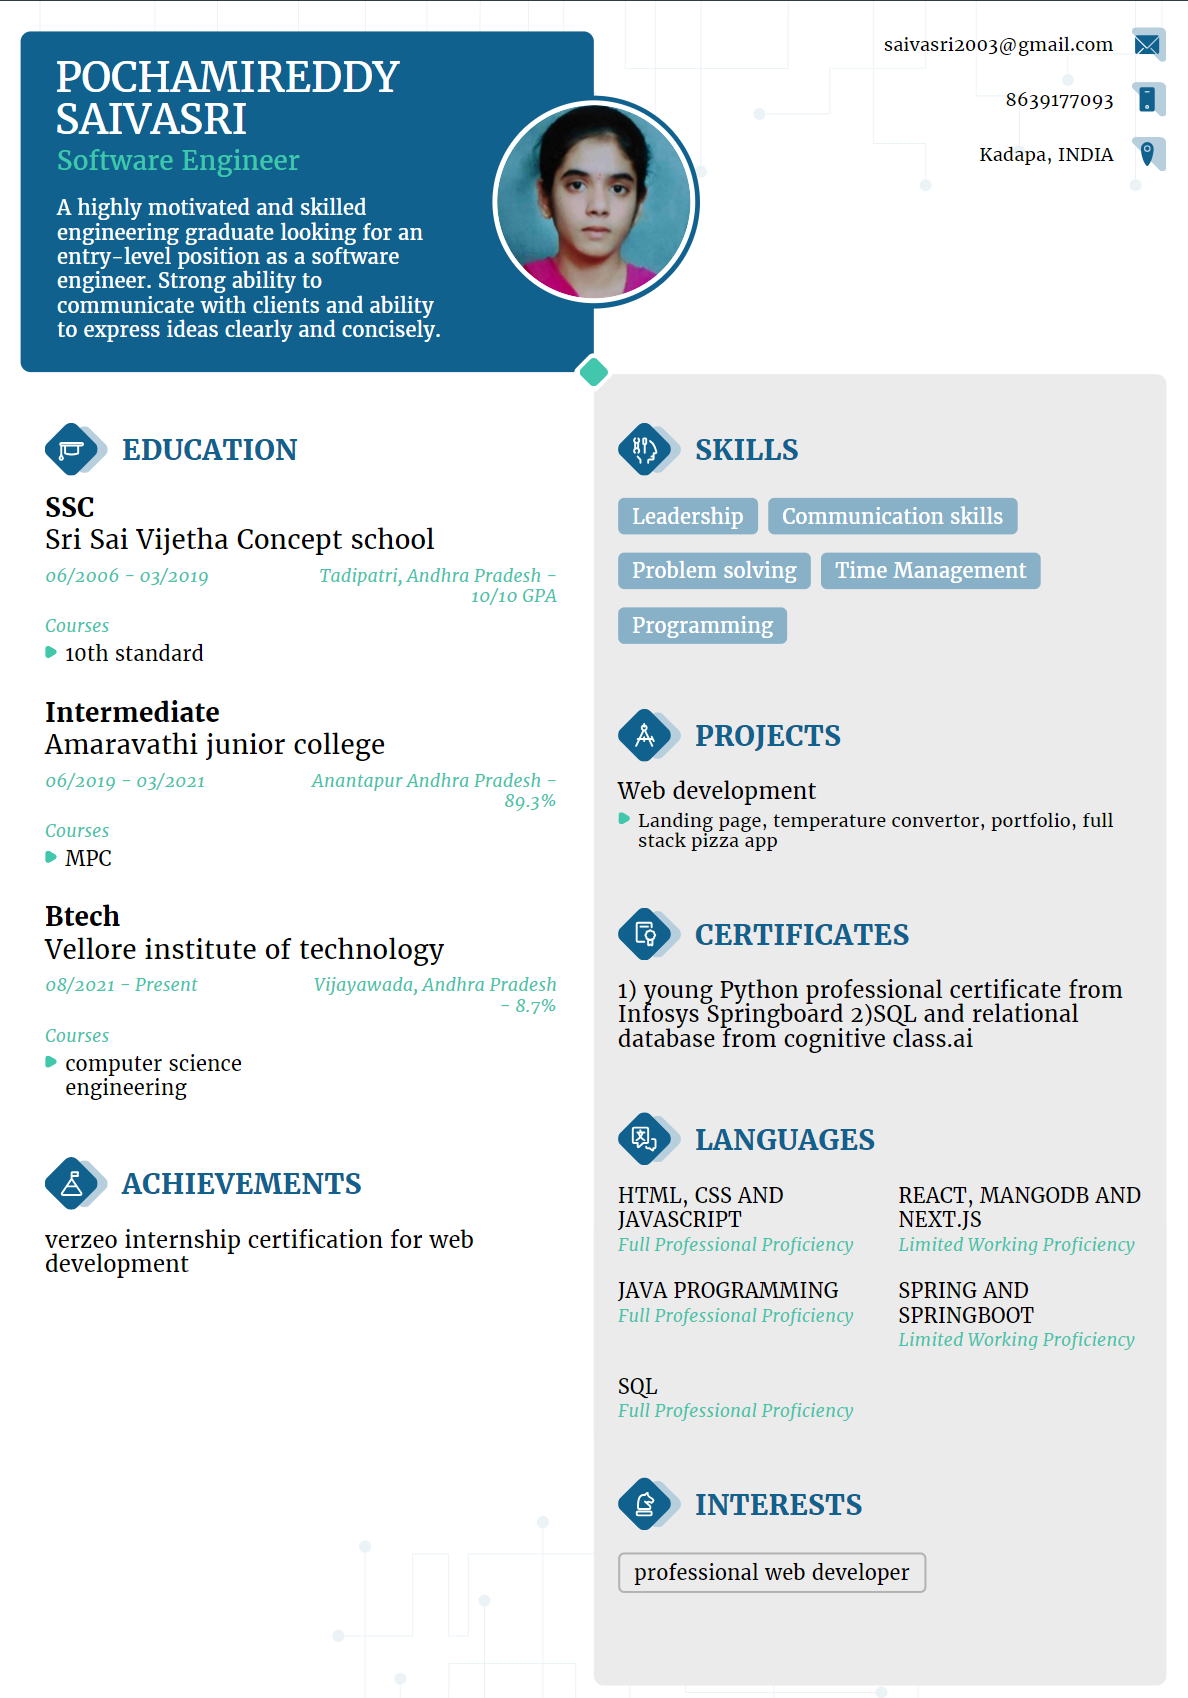 POCHAMIREDDY
SAIVASRI
Software Engineer
A highly motivated and skilled
engineering graduate looking for an
entry-level position as a software
engineer. Strong ability to
communicate with clients and ability
to express ideas clearly and concisely.
saivasri2003@gmail.com
8639177093
Kadapa, INDIA
EDUCATION
SSC
Sri Sai Vijetha Concept school
06/2006 - 03/2019
Tadipatri, Andhra Pradesh -
10/10 GPA
Courses
10th standard
Intermediate
Amaravathi junior college
06/2019 - 03/2021
Anantapur Andhra Pradesh -
89.3%
Courses
MPC
Btech
Vellore institute of technology
08/2021 - Present
Vijayawada, Andhra Pradesh
- 8.7%
Courses
computer science
engineering
ACHIEVEMENTS
verzeo internship certification for web
development
SKILLS
Leadership
Communication skills
Problem solving
Time Management
Programming
PROJECTS
Web development
Landing page, temperature convertor, portfolio, full
stack pizza app
CERTIFICATES
1) young Python professional certificate from
Infosys Springboard 2)SQL and relational
database from cognitive class.ai
LANGUAGES
HTML, CSS AND
JAVASCRIPT
Full Professional Proficiency
REACT, MANGODB AND
NEXT.JS
Limited Working Proficiency
JAVA PROGRAMMING
Full Professional Proficiency
SPRING AND
SPRINGBOOT
Limited Working Proficiency
SQL
Full Professional Proficiency
INTERESTS
professional web developer